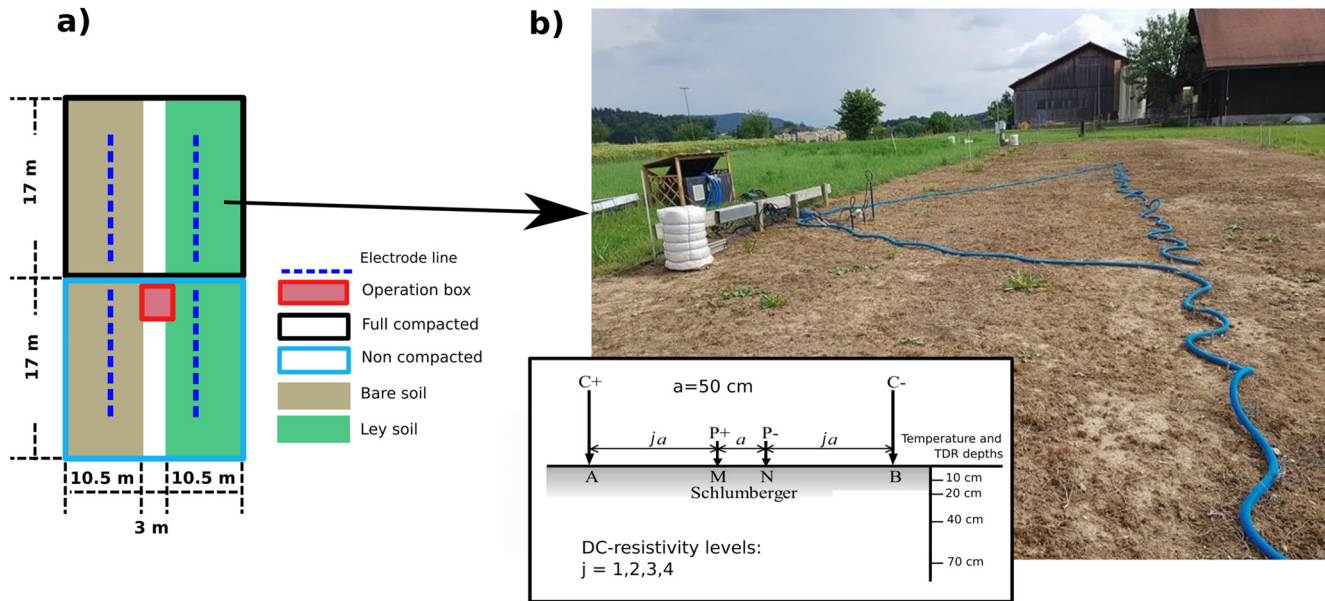 a)
b)
17 m
17 m
10.5 m
10.5 m
3 m
Electrode line
Operation box
Full compacted
Non compacted
Bare soil
Ley soil
C+
a=50 cm
C-
ja
P+
a
P-
ja
Temperature and
TDR depths
A
M
N
B
Schlumberger
10 cm
20 cm
40 cm
70 cm
DC-resistivity levels:
j = 1,2,3,4